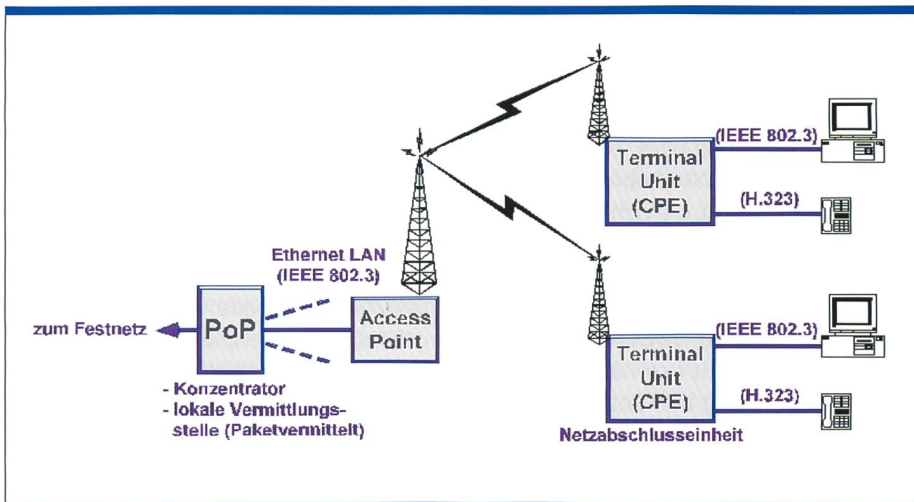 (IEEE 802.3)
Terminal
Unit
(CPE)
(H.323)
Ethernet LAN
(IEEE 802.3)
zum Festnetz
PoP
Access
Point
- Konzentrator
- lokale Vermittlungs-
stelle (Paketvermittelt)
(IEEE 802.3)
Terminal
Unit
(CPE)
(H.323)
Netzabschlusseinheit